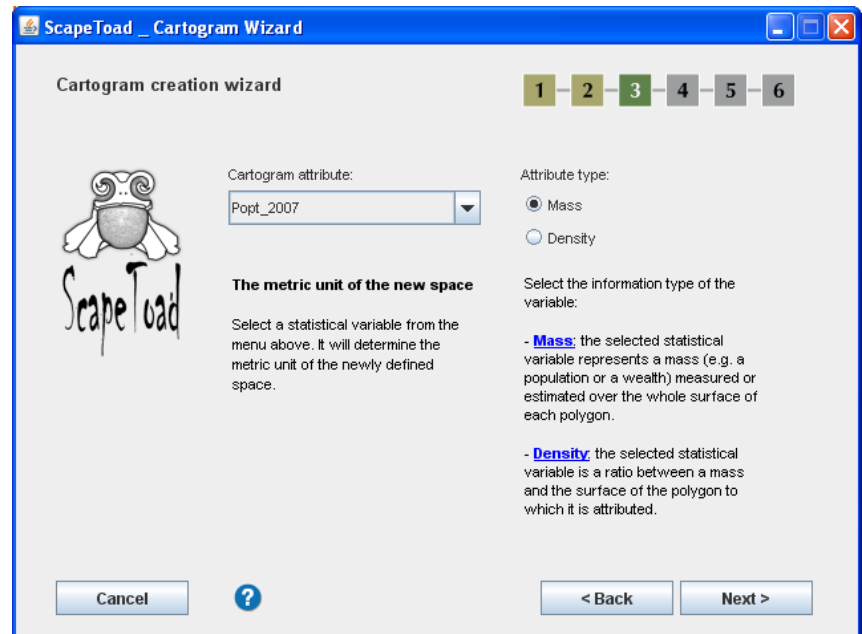 ScapeToad _ Cartogram Wizard
Cartogram creation wizard
1 – 2 – 3 – 4 – 5 – 6
Cartogram attribute:
Popt_2007
The metric unit of the new space
Select a statistical variable from the
menu above. It will determine the
metric unit of the newly defined
space.
Attribute type:
Mass
Density
Select the information type of the
variable:
- Mass: the selected statistical
variable represents a mass (e.g. a
population or a wealth) measured or
estimated over the whole surface of
each polygon.
- Density: the selected statistical
variable is a ratio between a mass
and the surface of the polygon to
which it is attributed.
ScapeToad
Cancel
?
< Back
Next >